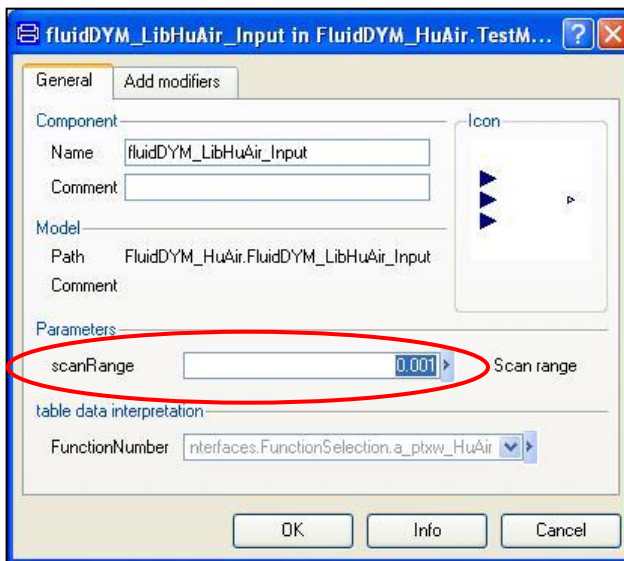 fluidDYM_LibHuAir_Input in FluidDYM_HuAir.TestM...
General Add modifiers
Component
Icon
Name fluidDYM_LibHuAir_Input
Comment
Model
Path FluidDYM_HuAir.FluidDYM_LibHuAir_Input
Comment
Parameters
scanRange 0.001 Scan range
table data interpretation
FunctionNumber nterfaces.FunctionSelection.a_ptxw_HuAir
OK Info Cancel